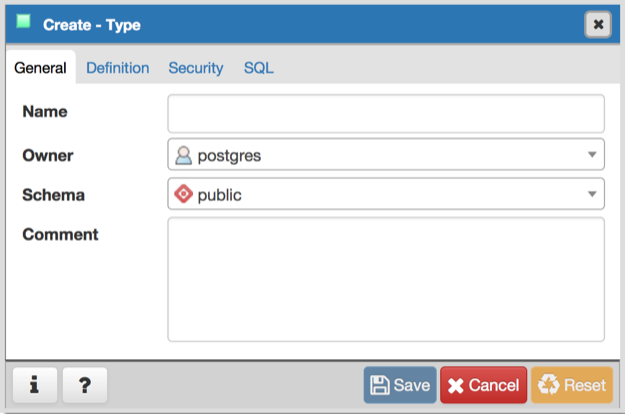 Create - Type
General Definition Security SQL
Name
Owner postgres
Schema public
Comment
i ? Save Cancel Reset